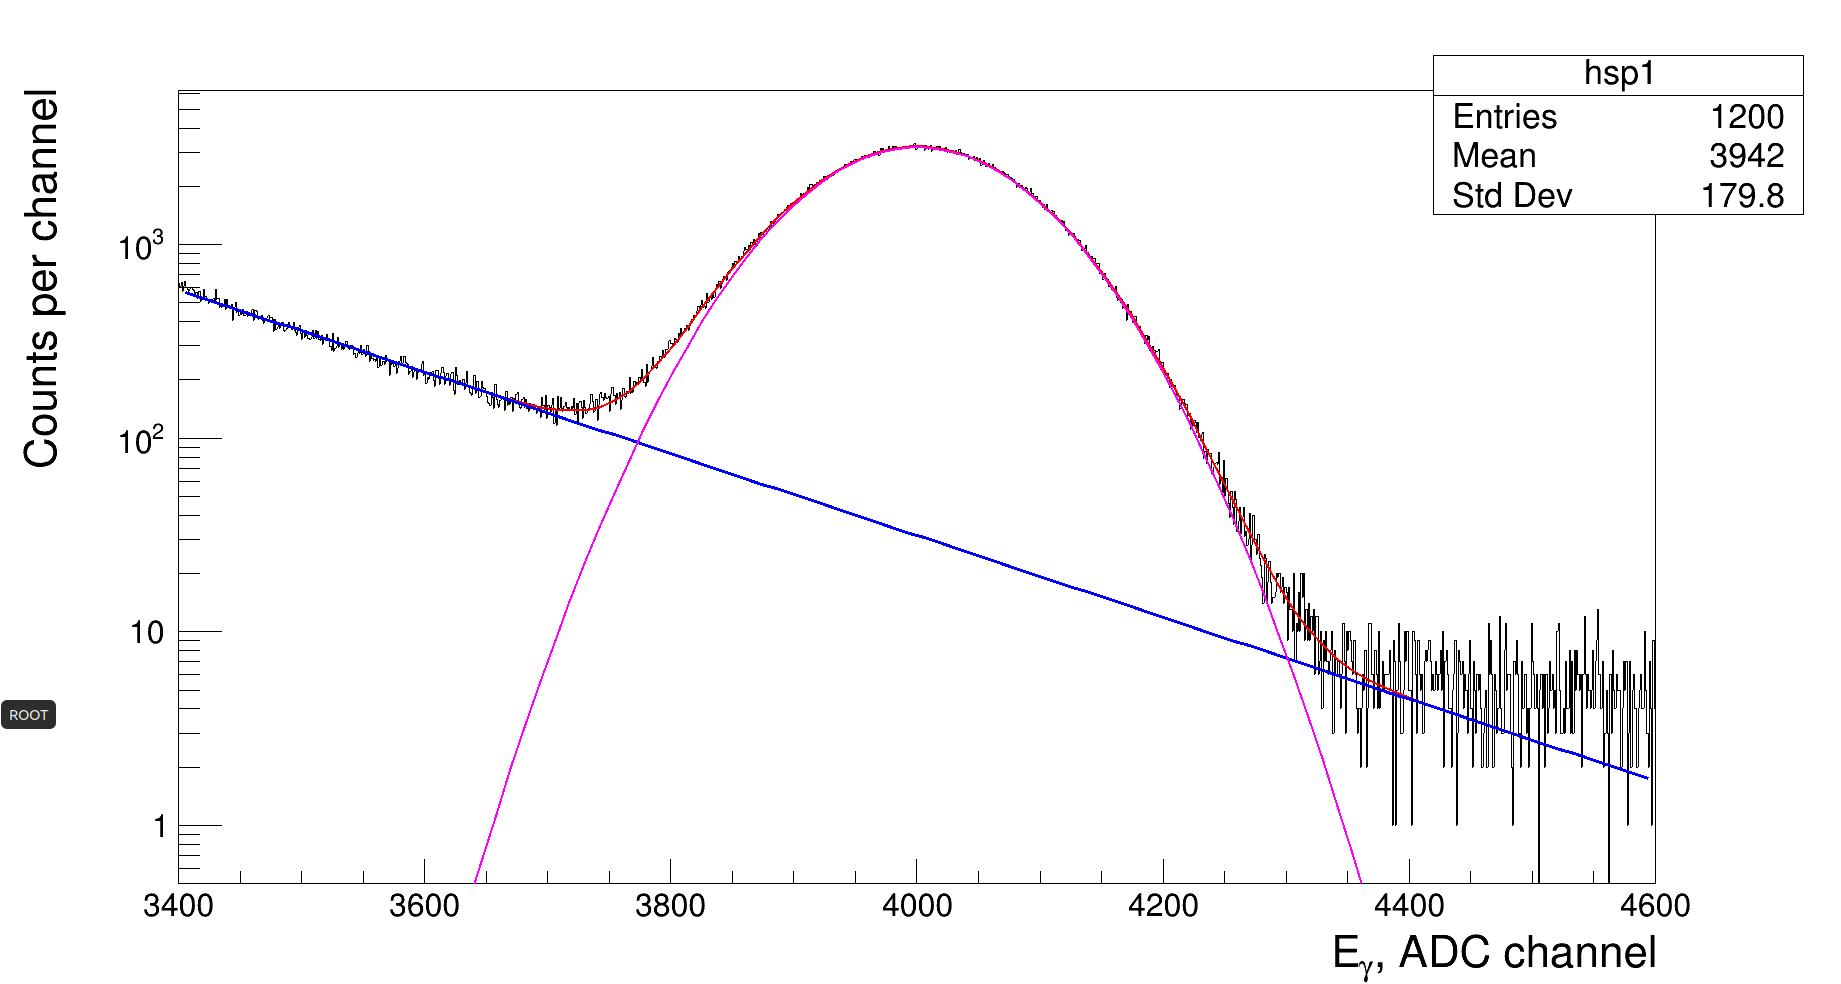 hsp1
Entries 1200
Mean 3942
Std Dev 179.8
Counts per channel
10³
10²
10
1
ROOT
3400 3600 3800 4000 4200 4400 4600
Eγ, ADC channel